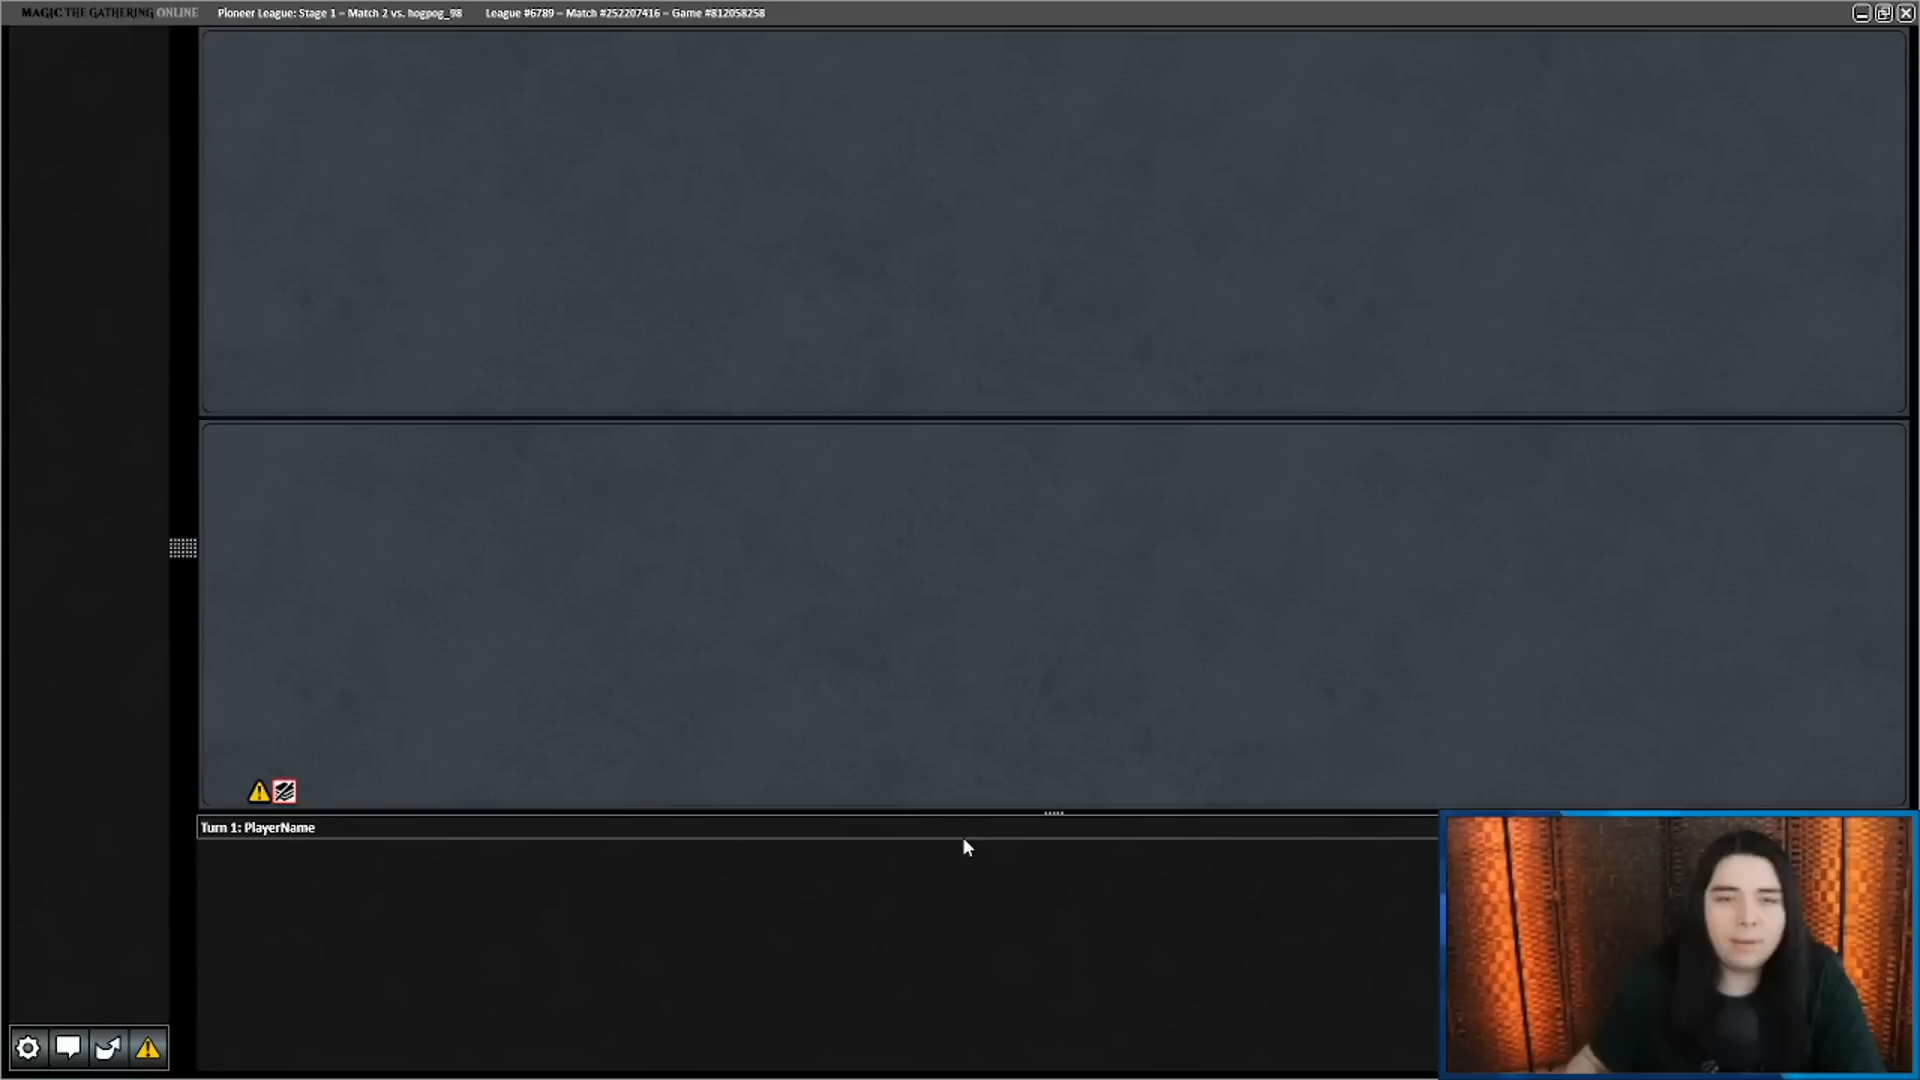 MAGIC THE GATHERING ONLINE
Pioneer League: Stage 1 – Match 2 vs. hogpog_98
League #6789 – Match #252207416 – Game #812058258
Turn 1: PlayerName